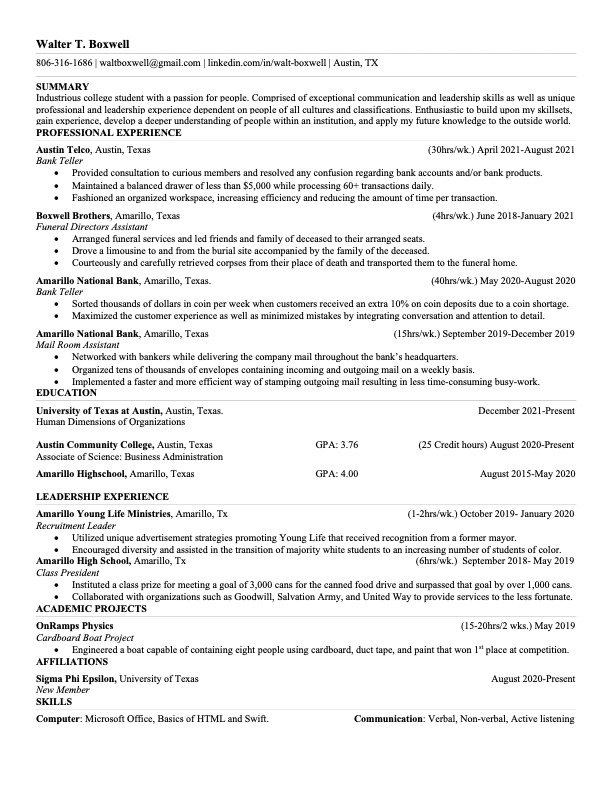 Walter T. Boxwell
806-316-1686 | waltboxwell@gmail.com | linkedin.com/in/walt-boxwell | Austin, TX
SUMMARY
Industrious college student with a passion for people. Comprised of exceptional communication and leadership skills as well as unique
professional and leadership experience dependent on people of all cultures and classifications. Enthusiastic to build upon my skillsets,
gain experience, develop a deeper understanding of people within an institution, and apply my future knowledge to the outside world.
PROFESSIONAL EXPERIENCE
Austin Telco, Austin, Texas (30hrs/wk.) April 2021-August 2021
Bank Teller
• Provided consultation to curious members and resolved any confusion regarding bank accounts and/or bank products.
• Maintained a balanced drawer of less than $5,000 while processing 60+ transactions daily.
• Fashioned an organized workspace, increasing efficiency and reducing the amount of time per transaction.
Boxwell Brothers, Amarillo, Texas (4hrs/wk.) June 2018-January 2021
Funeral Directors Assistant
• Arranged funeral services and led friends and family of deceased to their arranged seats.
• Drove a limousine to and from the burial site accompanied by the family of the deceased.
• Courteously and carefully retrieved corpses from their place of death and transported them to the funeral home.
Amarillo National Bank, Amarillo, Texas. (40hrs/wk.) May 2020-August 2020
Bank Teller
• Sorted thousands of dollars in coin per week when customers received an extra 10% on coin deposits due to a coin shortage.
• Maximized the customer experience as well as minimized mistakes by integrating conversation and attention to detail.
Amarillo National Bank, Amarillo, Texas (15hrs/wk.) September 2019-December 2019
Mail Room Assistant
• Networked with bankers while delivering the company mail throughout the bank's headquarters.
• Organized tens of thousands of envelopes containing incoming and outgoing mail on a weekly basis.
• Implemented a faster and more efficient way of stamping outgoing mail resulting in less time-consuming busy-work.
EDUCATION
University of Texas at Austin, Austin, Texas. December 2021-Present
Human Dimensions of Organizations
Austin Community College, Austin, Texas GPA: 3.76 (25 Credit hours) August 2020-Present
Associate of Science: Business Administration
Amarillo Highschool, Amarillo, Texas GPA: 4.00 August 2015-May 2020
LEADERSHIP EXPERIENCE
Amarillo Young Life Ministries, Amarillo, Tx (1-2hrs/wk.) October 2019- January 2020
Recruitment Leader
• Utilized unique advertisement strategies promoting Young Life that received recognition from a former mayor.
• Encouraged diversity and assisted in the transition of majority white students to an increasing number of students of color.
Amarillo High School, Amarillo, Tx (6hrs/wk.) September 2018- May 2019
Class President
• Instituted a class prize for meeting a goal of 3,000 cans for the canned food drive and surpassed that goal by over 1,000 cans.
• Collaborated with organizations such as Goodwill, Salvation Army, and United Way to provide services to the less fortunate.
ACADEMIC PROJECTS
OnRamps Physics (15-20hrs/2 wks.) May 2019
Cardboard Boat Project
• Engineered a boat capable of containing eight people using cardboard, duct tape, and paint that won 1st place at competition.
AFFILIATIONS
Sigma Phi Epsilon, University of Texas August 2020-Present
New Member
SKILLS
Computer: Microsoft Office, Basics of HTML and Swift. Communication: Verbal, Non-verbal, Active listening